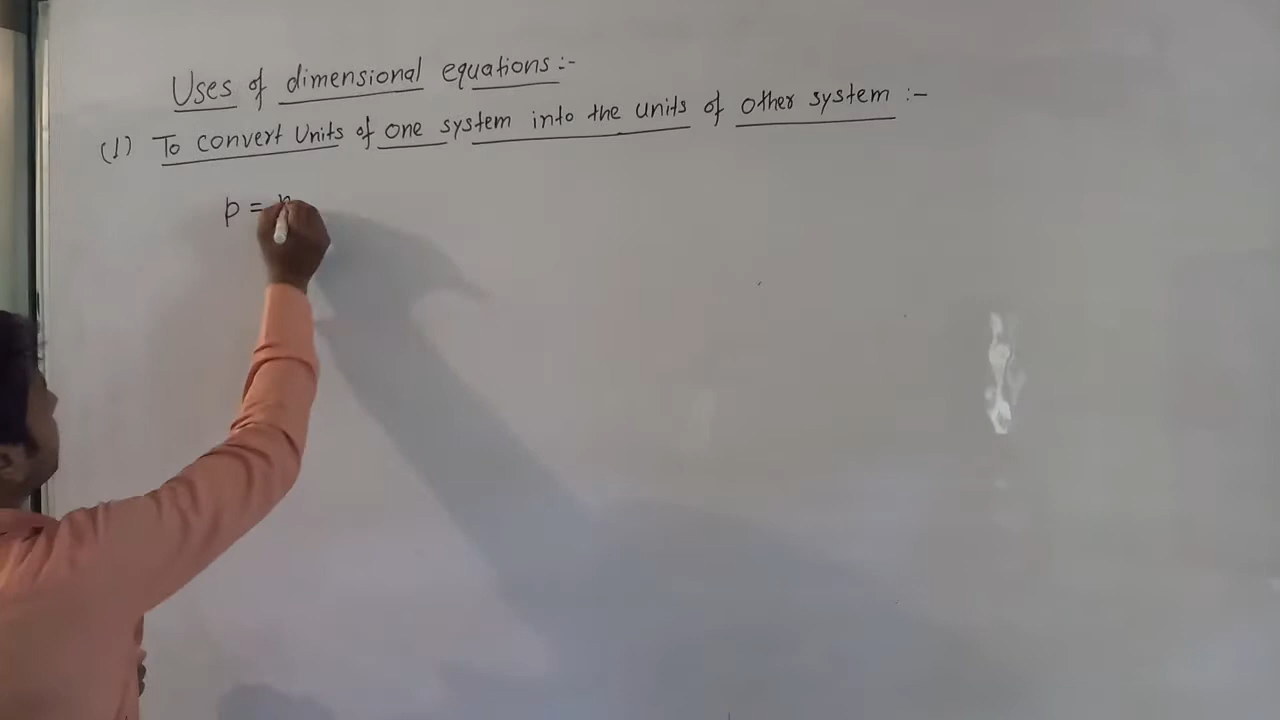 Uses of dimensional equations :-
(1) To convert Units of one system into the units of other system :-
p = n